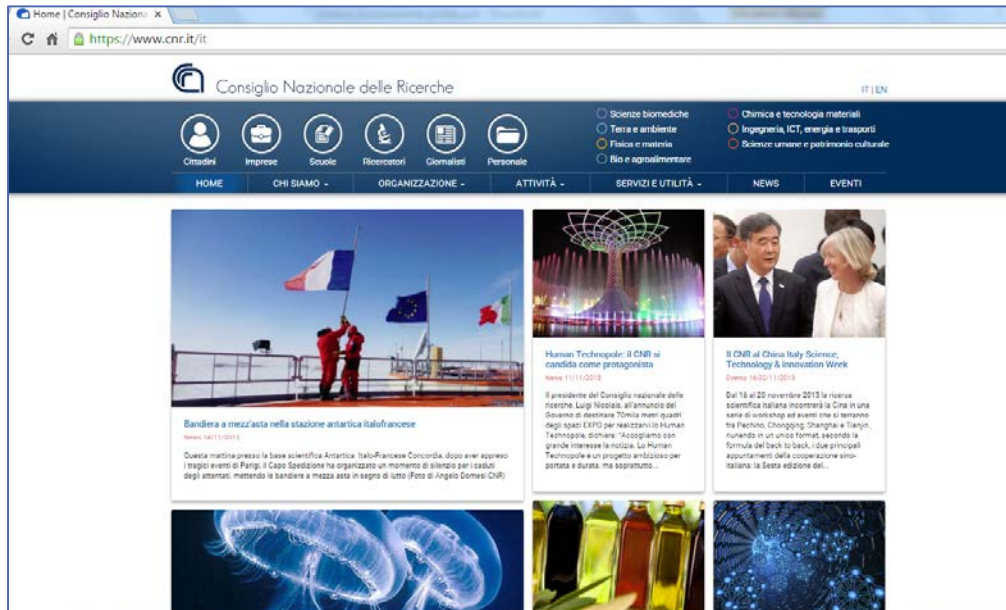 Home | Consiglio Naziona
https://www.cnr.it/it
Consiglio Nazionale delle Ricerche
IT | EN
Cittadini
Imprese
Scuole
Ricercatori
Giornalisti
Personale
Scienze biomediche
Terra e ambiente
Fisica e materia
Bio e agroalimentare
Chimica e tecnologia materiali
Ingegneria, ICT, energia e trasporti
Scienze umane e patrimonio culturale
HOME
CHI SIAMO
ORGANIZZAZIONE
ATTIVITÀ
SERVIZI E UTILITÀ
NEWS
EVENTI
Bandiera a mezz'asta nella stazione antartica italofrancese
News 14/11/2015
Questa mattina presso la base scientifica Antartica Italo-Francese Concordia, dopo aver appreso
i tragici eventi di Parigi, il Capo Spedizione ha organizzato un momento di silenzio per i caduti
degli attentati, mettendo le bandiere a mezza asta in segno di lutto (Foto di Angelo Domesi CNR)
Human Technopole: il CNR si
candida come protagonista
News 11/11/2015
Il presidente del Consiglio nazionale delle
ricerche, Luigi Nicolais, all'annuncio del
Governo di destinare 70mila metri quadri
degli spazi EXPO per realizzarvi lo Human
Technopole, dichiara: "Accogliamo con
grande interesse la notizia. Lo Human
Technopole è un progetto ambizioso per
portata e durata, ma soprattutto...
Il CNR al China Italy Science,
Technology & Innovation Week
Evento 16-20/11/2015
Dal 16 al 20 novembre 2015 la ricerca
scientifica italiana incontrerà la Cina in una
serie di workshop ed eventi che si terranno
tra Pechino, Chongqing, Shanghai e Tianjin,
riunendo in un unico format, secondo la
formula del back to back, i due principali
appuntamenti della cooperazione sino-
italiana: la Sesta edizione del...